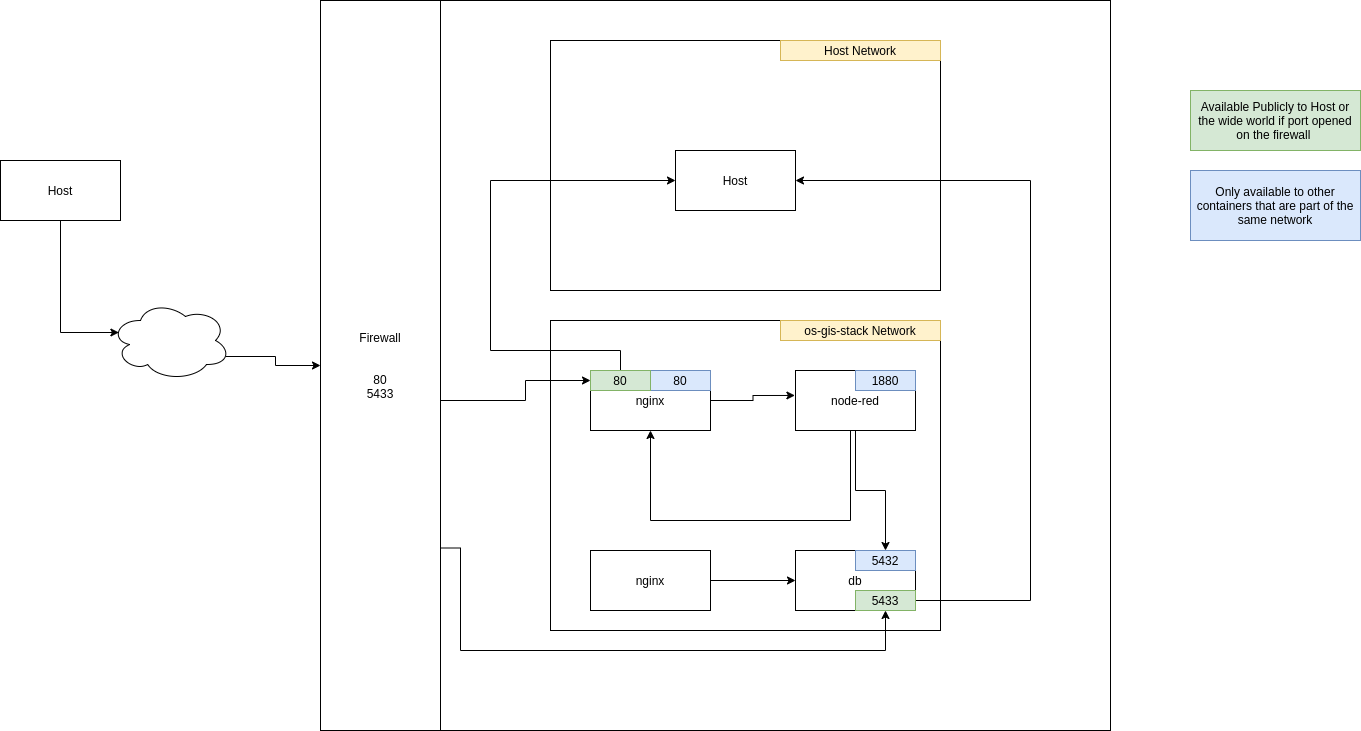 Host Network
Available Publicly to Host or
the wide world if port opened
on the firewall
Host
Host
Only available to other
containers that are part of the
same network
Firewall
80
5433
os-gis-stack Network
80
80
nginx
1880
node-red
nginx
5432
db
5433